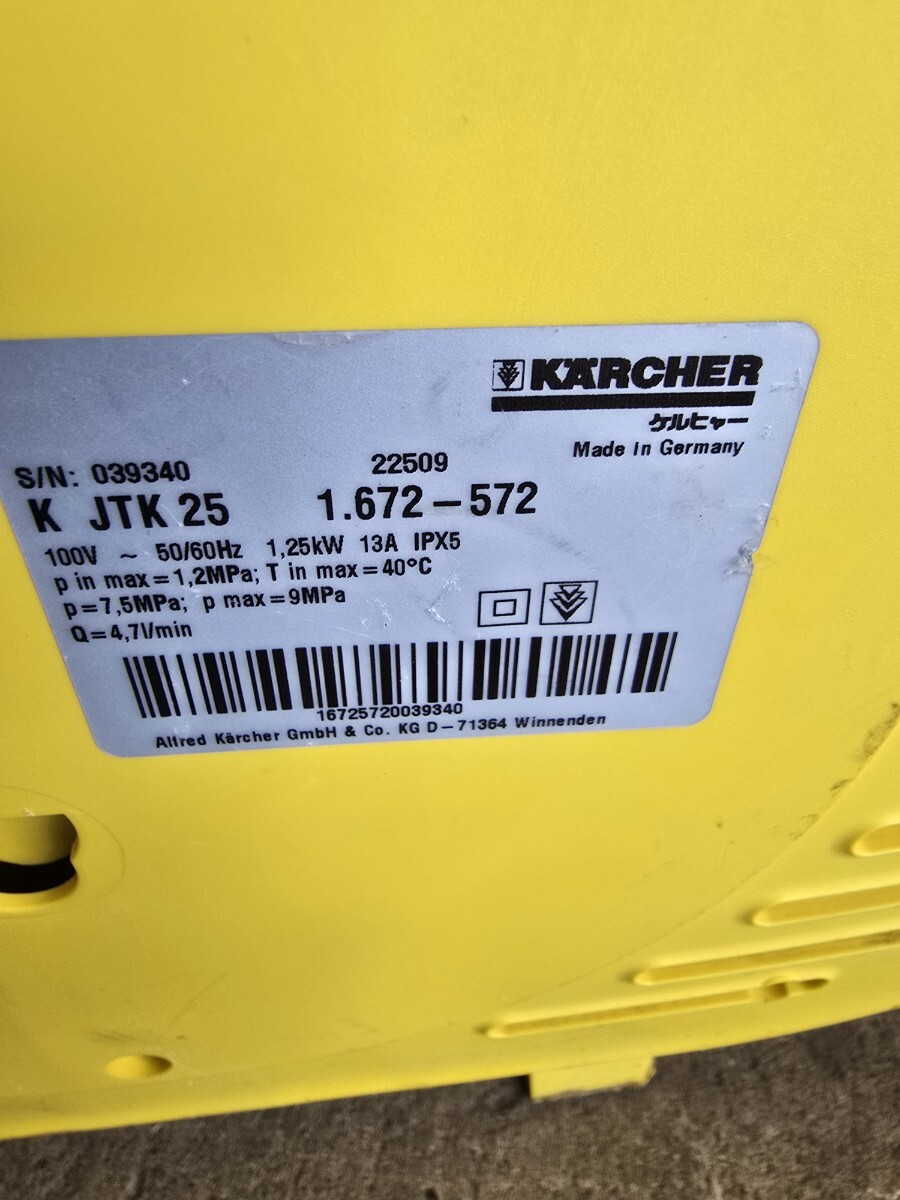 KÄRCHER
ケルヒャー
Made in Germany
S/N: 039340 22509
K JTK 25 1.672-572
100V ~ 50/60Hz 1,25kW 13A IPX5
p in max=1,2MPa; T in max=40°C
p=7,5MPa; p max=9MPa
Q=4,7l/min
16725720039340
Alfred Kärcher GmbH & Co. KG D-71364 Winnenden